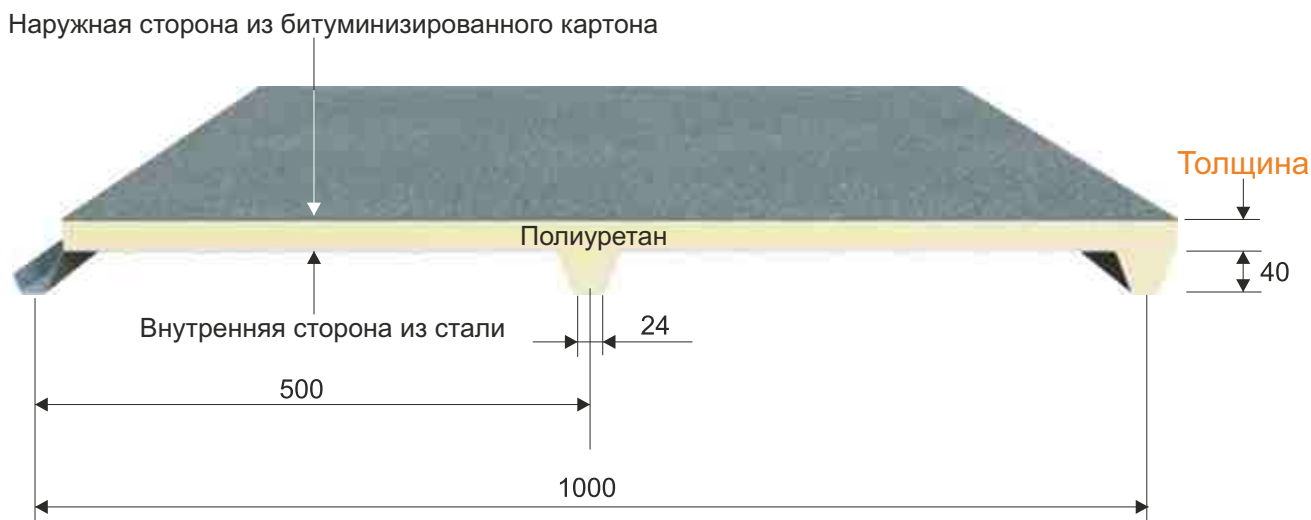 Наружная сторона из битуминизированного картона
Толщина
Полиуретан
40
Внутренняя сторона из стали
24
500
1000